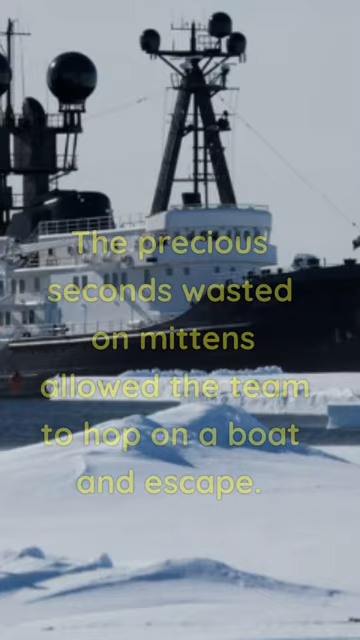 The precious
seconds wasted
on mittens
allowed the team
to hop on a boat
and escape.